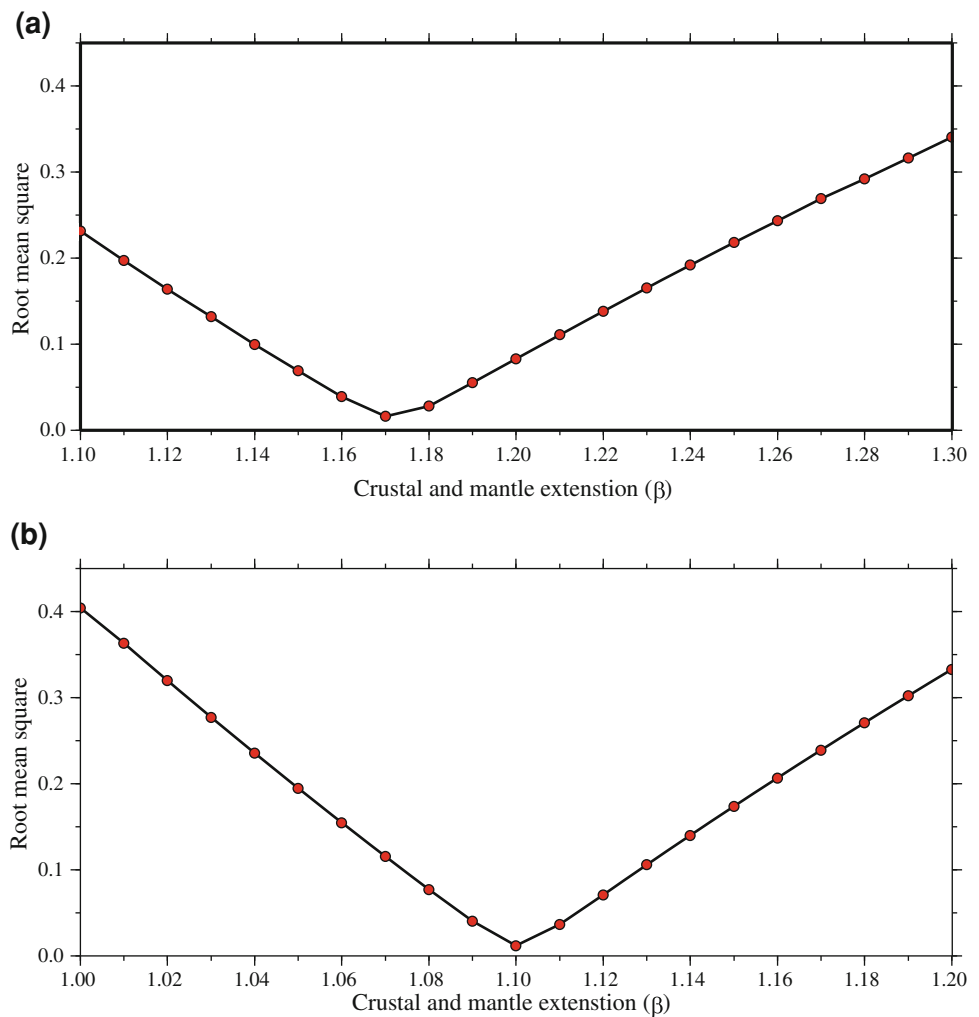 (a)
0.4
0.3
0.2
0.1
0.0
Root mean square
1.10 1.12 1.14 1.16 1.18 1.20 1.22 1.24 1.26 1.28 1.30
Crustal and mantle extenstion (β)
(b)
0.4
0.3
0.2
0.1
0.0
Root mean square
1.00 1.02 1.04 1.06 1.08 1.10 1.12 1.14 1.16 1.18 1.20
Crustal and mantle extenstion (β)